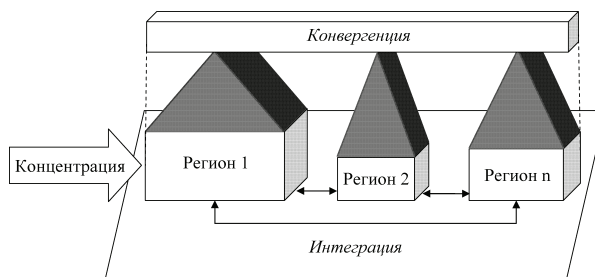 Конвергенция
Концентрация
Регион 1
Регион 2
Регион n
Интеграция